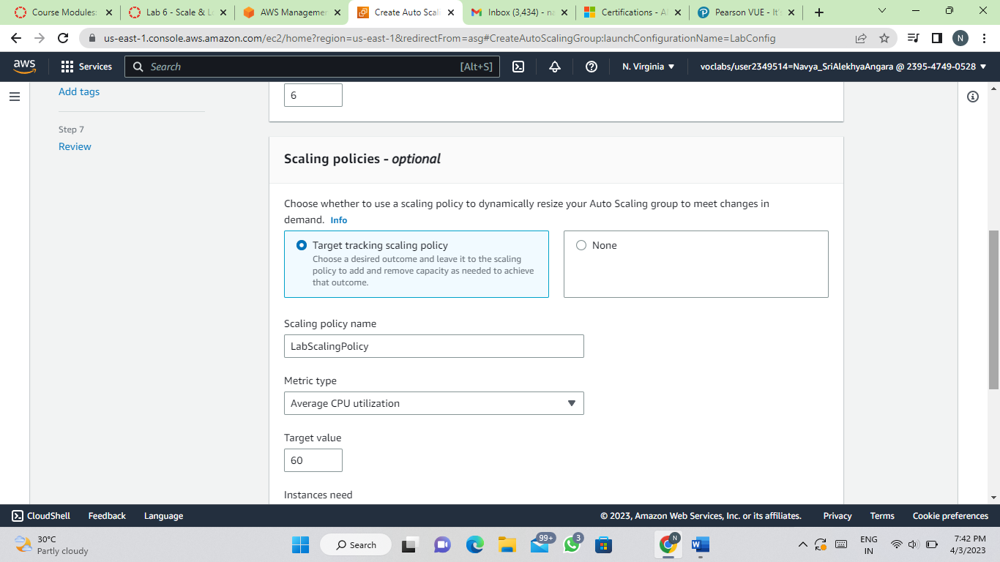 Course Modules:
Lab 6 - Scale & L
AWS Managemen
Create Auto Scali
Inbox (3,434) - na
Certifications - A
Pearson VUE - It's
us-east-1.console.aws.amazon.com/ec2/home?region=us-east-1&redirectFrom=asg#CreateAutoScalingGroup:launchConfigurationName=LabConfig
N
aws
Services
Search
[Alt+S]
N. Virginia
voclabs/user2349514=Navya_SriAlekhyaAngara @ 2395-4749-0528
Add tags
Step 7
Review
6
Scaling policies - optional
Choose whether to use a scaling policy to dynamically resize your Auto Scaling group to meet changes in
demand. Info
Target tracking scaling policy
Choose a desired outcome and leave it to the scaling
policy to add and remove capacity as needed to achieve
that outcome.
None
Scaling policy name
LabScalingPolicy
Metric type
Average CPU utilization
Target value
60
Instances need
CloudShell
Feedback
Language
© 2023, Amazon Web Services, Inc. or its affiliates.
Privacy
Terms
Cookie preferences
30°C
Partly cloudy
Search
99+
3
N
ENG
IN
7:42 PM
4/3/2023